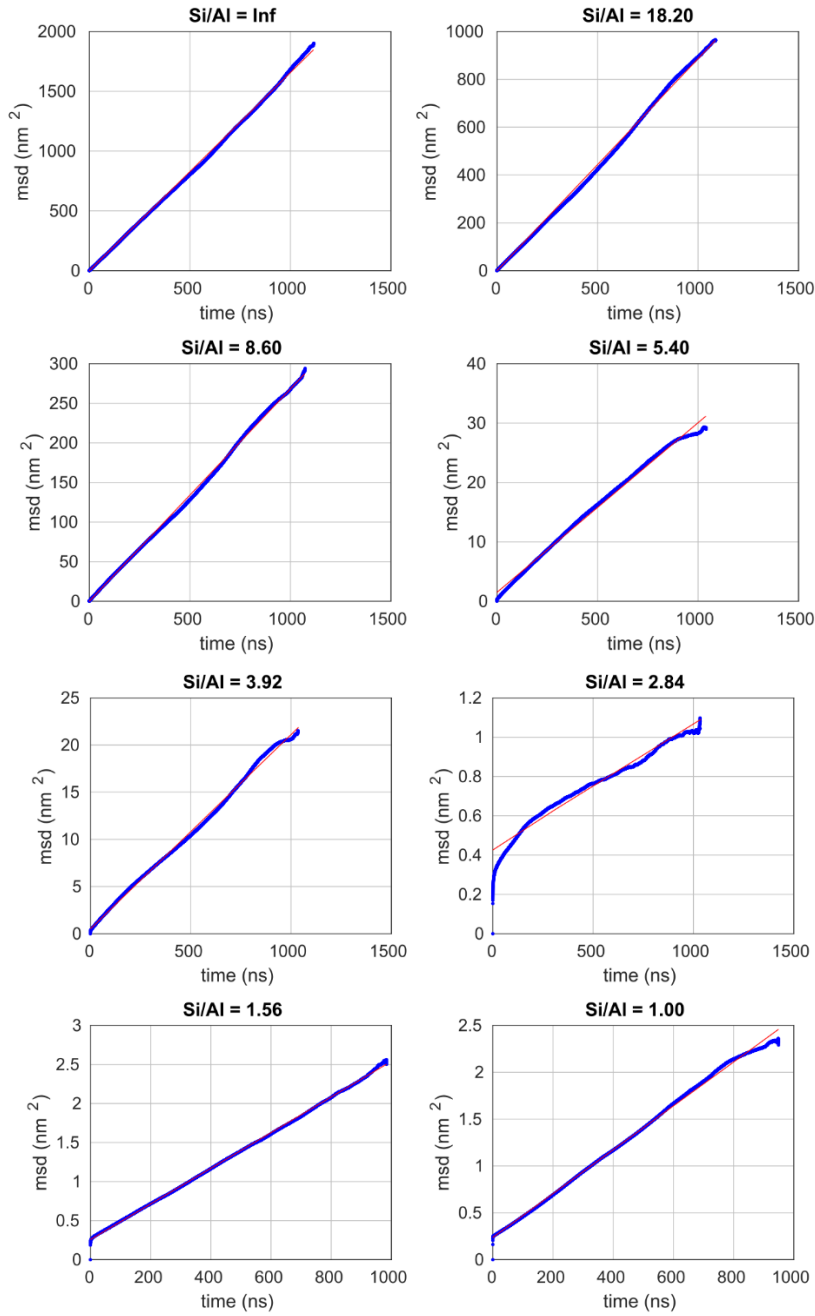 Si/Al = Inf
2000
1500
1000
500
0
msd (nm 2)
0 500 1000 1500
time (ns)
Si/Al = 18.20
1000
800
600
400
200
0
msd (nm 2)
0 500 1000 1500
time (ns)
Si/Al = 8.60
300
250
200
150
100
50
0
msd (nm 2)
0 500 1000 1500
time (ns)
Si/Al = 5.40
40
30
20
10
0
msd (nm 2)
0 500 1000 1500
time (ns)
Si/Al = 3.92
25
20
15
10
5
0
msd (nm 2)
0 500 1000 1500
time (ns)
Si/Al = 2.84
1.2
1
0.8
0.6
0.4
0.2
0
msd (nm 2)
0 500 1000 1500
time (ns)
Si/Al = 1.56
3
2.5
2
1.5
1
0.5
0
msd (nm 2)
0 200 400 600 800 1000
time (ns)
Si/Al = 1.00
2.5
2
1.5
1
0.5
0
msd (nm 2)
0 200 400 600 800 1000
time (ns)